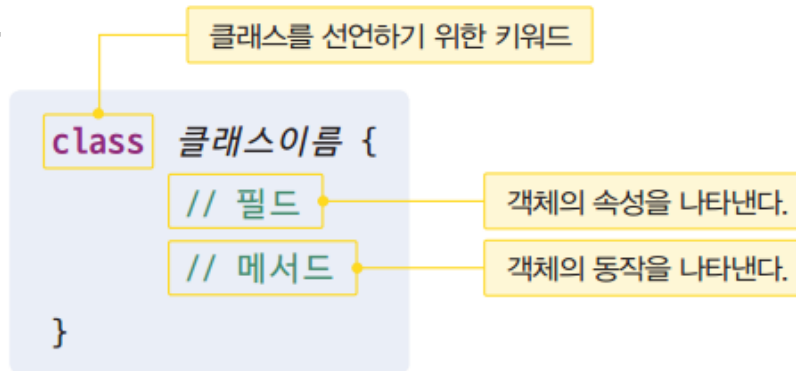 클래스를 선언하기 위한 키워드
class 클래스이름 {
// 필드
객체의 속성을 나타낸다.
// 메서드
객체의 동작을 나타낸다.
}